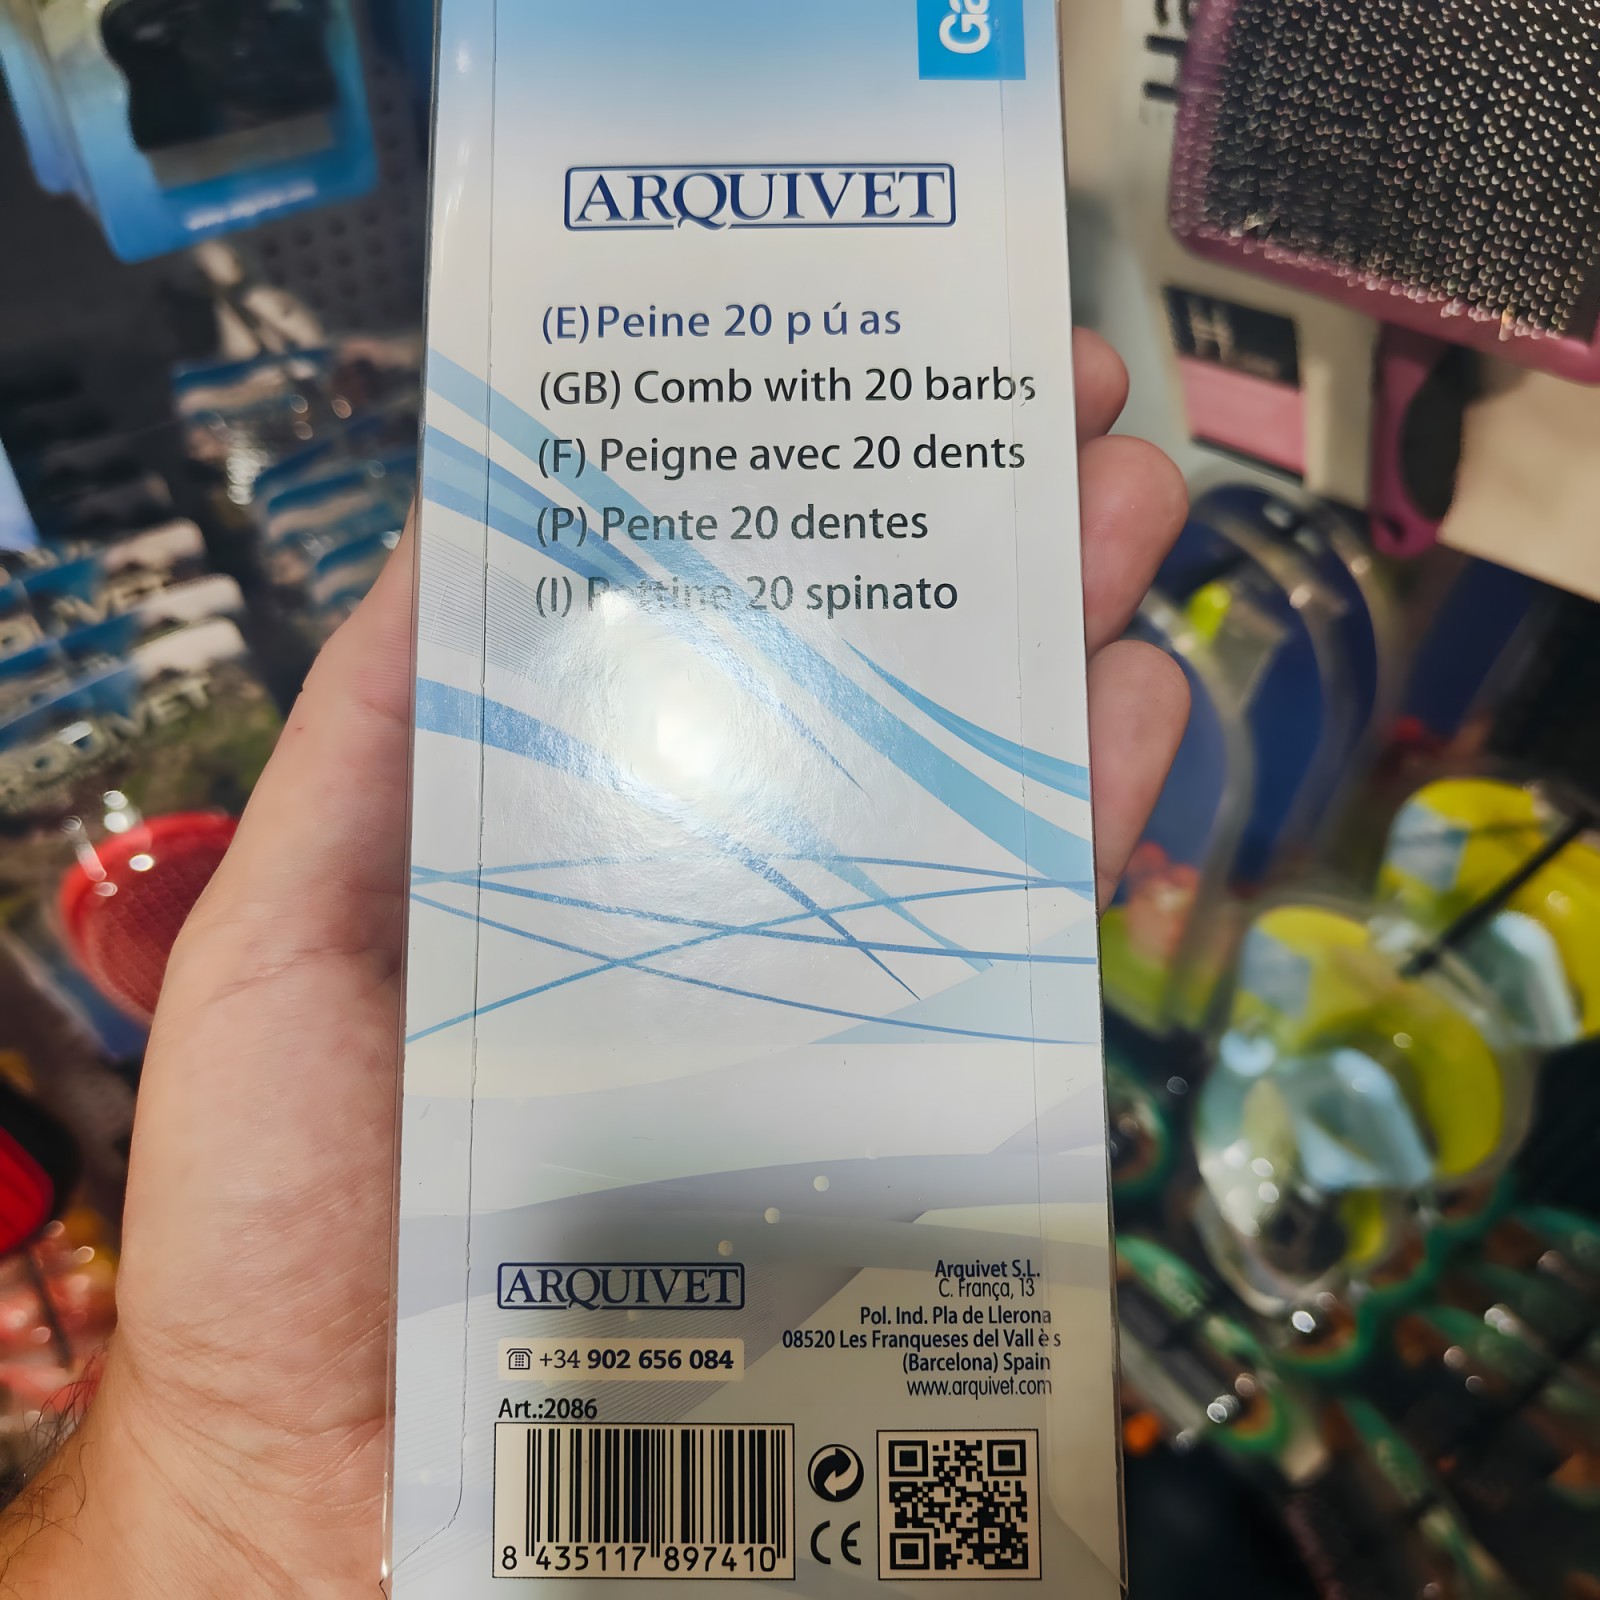 Ga
ARQUIVET
(E)Peine 20 p ú as
(GB) Comb with 20 barbs
(F) Peigne avec 20 dents
(P) Pente 20 dentes
(I) Pettine 20 spinato
ARQUIVET
+34 902 656 084
Art.:2086
8 435117 897410
Arquivet S.L.
C. França, 13
Pol. Ind. Pla de Llerona
08520 Les Franqueses del Vall è s
(Barcelona) Spain
www.arquivet.com
CE